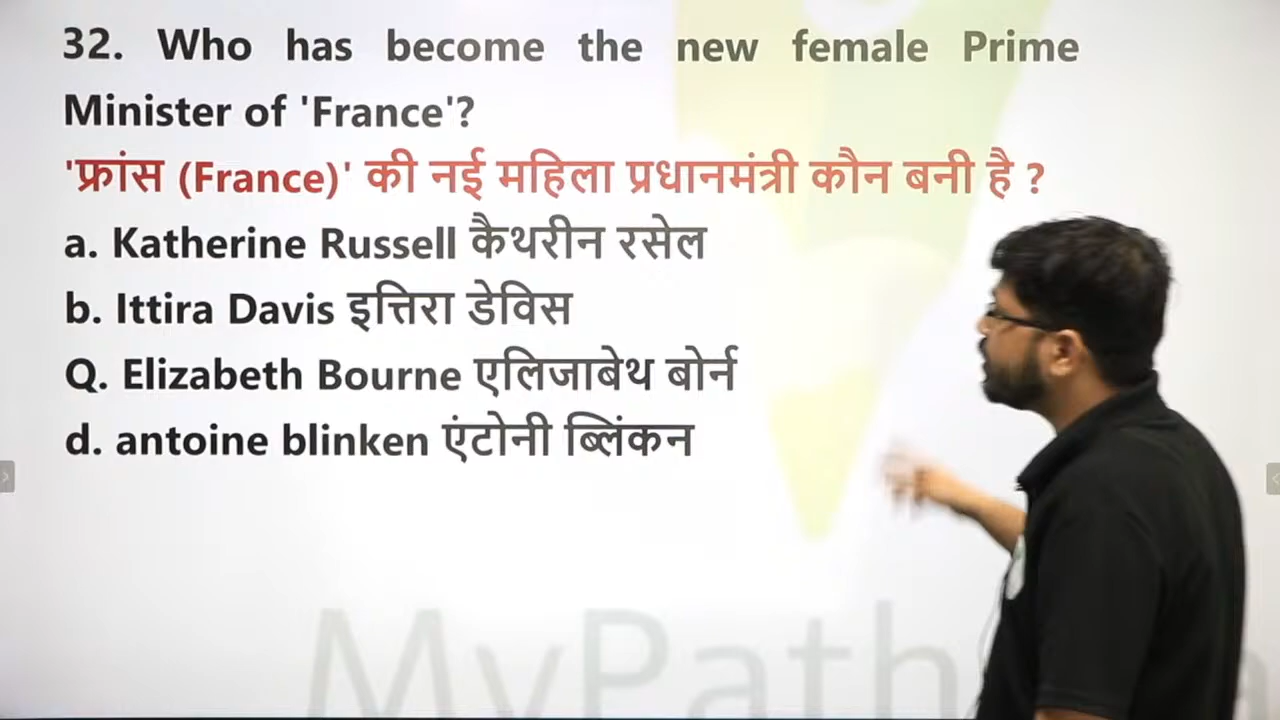 32. Who has become the new female Prime
Minister of 'France'?
'फ्रांस (France)' की नई महिला प्रधानमंत्री कौन बनी है ?
a. Katherine Russell कैथरीन रसेल
b. Ittira Davis इत्तिरा डेविस
Q. Elizabeth Bourne एलिजाबेथ बोर्न
d. antoine blinken एंटोनी ब्लिंकन
MyPath